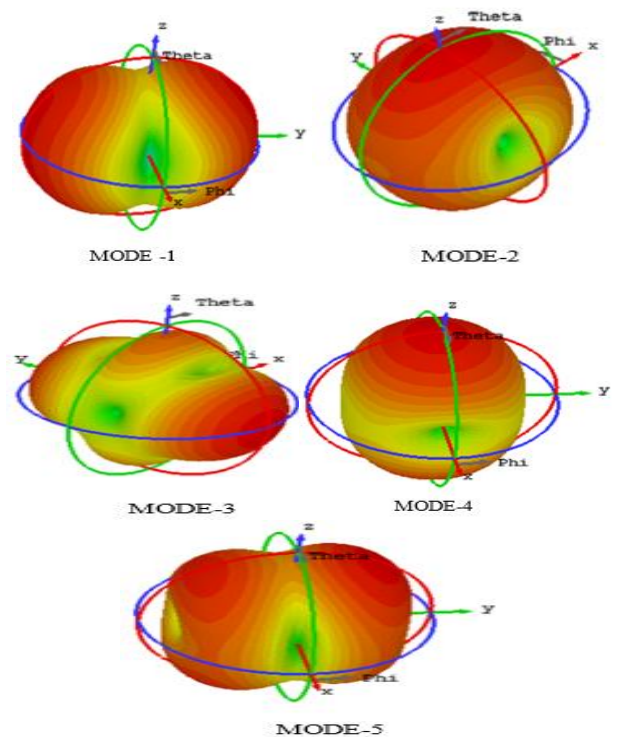 z
Theta
y
Phi
x
MODE -1
z
Theta
Phi
x
y
MODE-2
z
Theta
y
hi
x
MODE-3
z
Theta
y
Phi
x
MODE-4
z
Theta
y
Phi
x
MODE-5